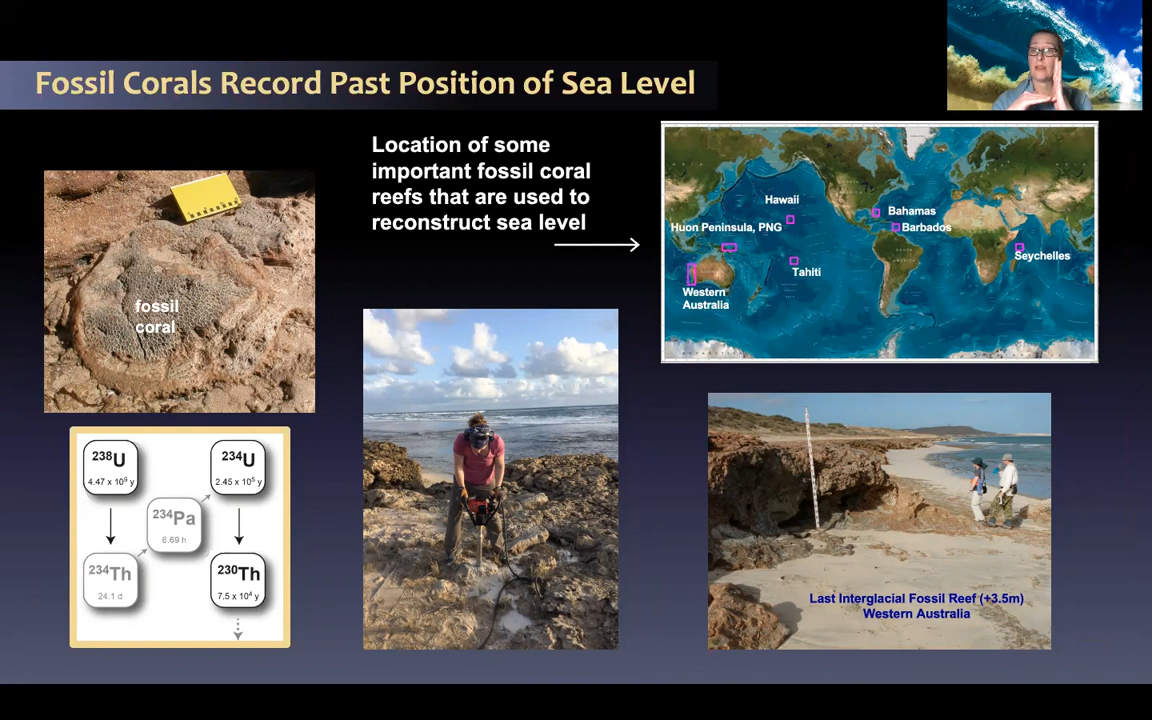 Fossil Corals Record Past Position of Sea Level
Location of some
important fossil coral
reefs that are used to
reconstruct sea level
fossil
coral
Hawaii
Bahamas
Huon Peninsula, PNG
Barbados
Seychelles
Tahiti
Western
Australia
²³⁸U
4.47 x 10⁹ y
²³⁴U
2.45 x 10⁵ y
²³⁴Pa
6.69 h
²³⁴Th
24.1 d
²³⁰Th
7.5 x 10⁴ y
Last Interglacial Fossil Reef (+3.5m)
Western Australia